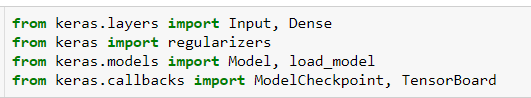 from keras.layers import Input, Dense
from keras import regularizers
from keras.models import Model, load_model
from keras.callbacks import ModelCheckpoint, TensorBoard